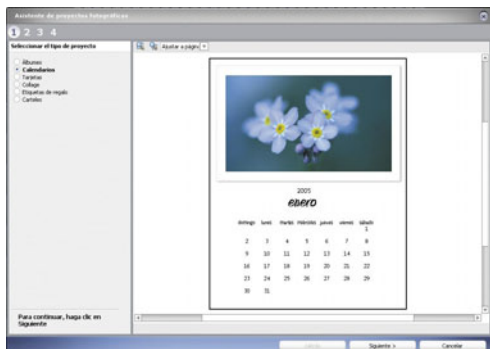 Asistente de proyectos fotográficos
1 2 3 4
Seleccionar el tipo de proyecto
Ajustar a página
Álbumes
Calendarios
Tarjetas
Collage
Etiquetas de regalo
Carteles
2005
enero
domingo lunes martes miércoles jueves viernes sábado
1
2 3 4 5 6 7 8
9 10 11 12 13 14 15
16 17 18 19 20 21 22
23 24 25 26 27 28 29
30 31
Para continuar, haga clic en
Siguiente
Siguiente >
Cancelar